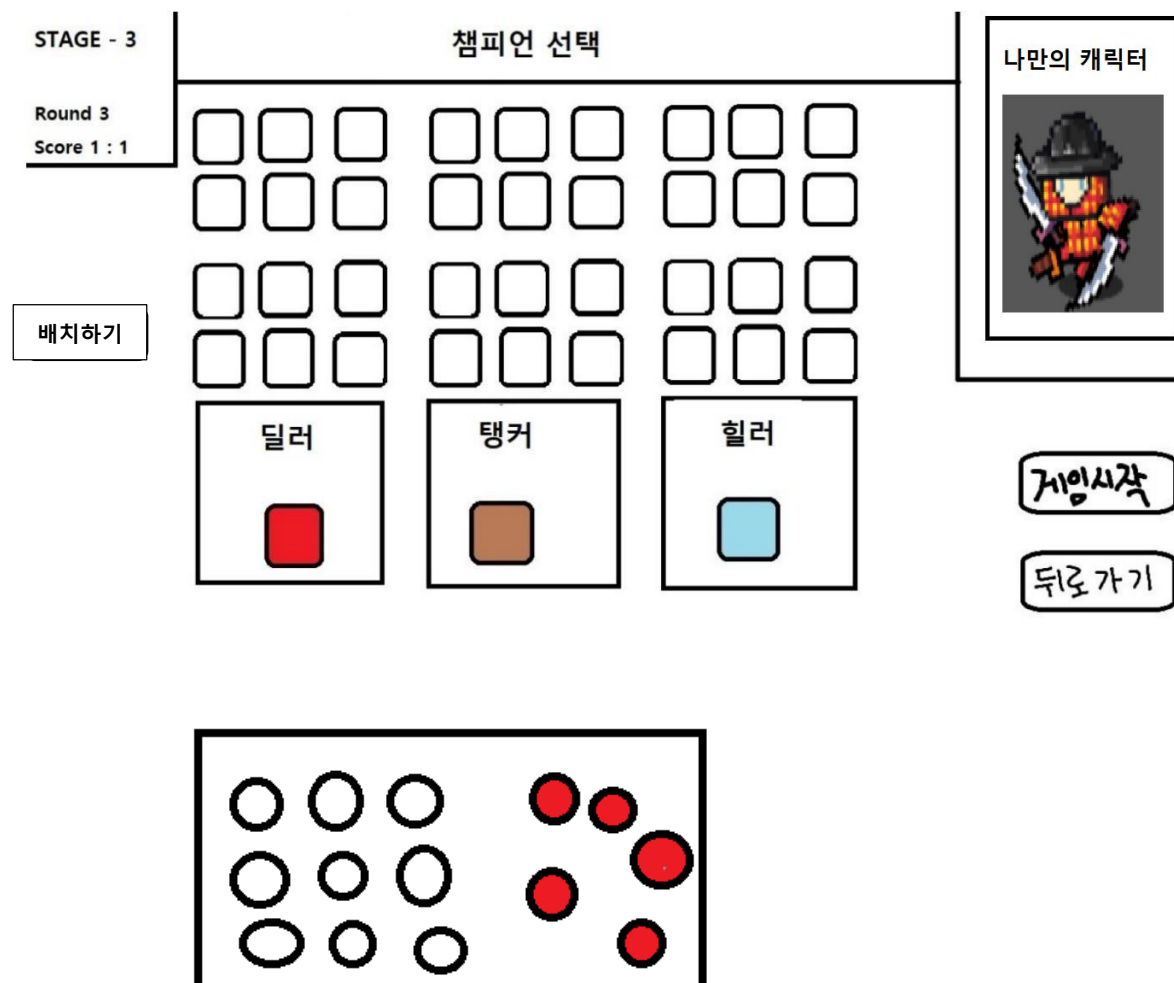 STAGE - 3
챔피언 선택
나만의 캐릭터
Round 3
Score 1 : 1
배치하기
딜러
탱커
힐러
게임시작
뒤로가기